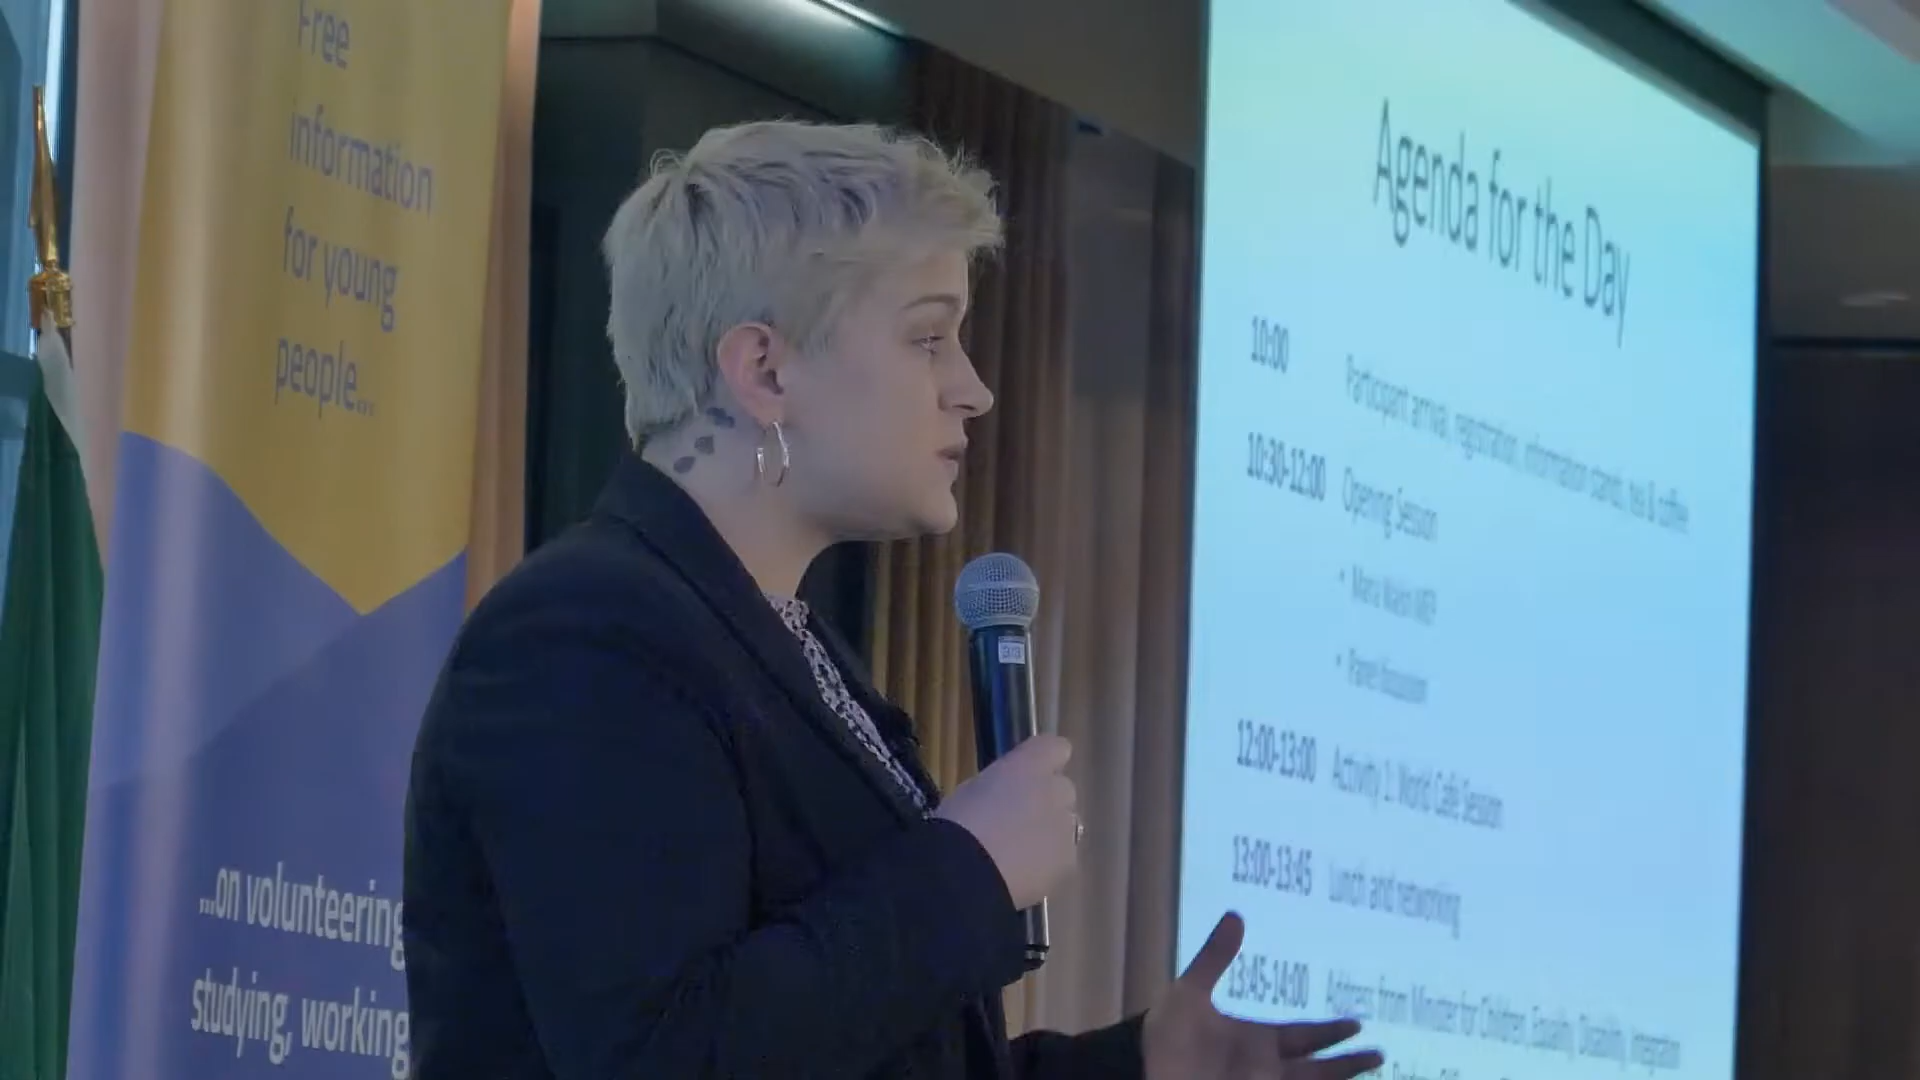 Free
information
for young
people...
...on volunteering
studying, working
Agenda for the Day
10:00 Participant arrival, registration, information stands, tea & coffee
10:30-12:00 Opening Session
• Maria Walsh MEP
• Panel discussion
12:00-13:00 Activity 1: World Café Session
13:00-13:45 Lunch and networking
13:45-14:00 Address from Minister for Children, Equality, Disability, Integration